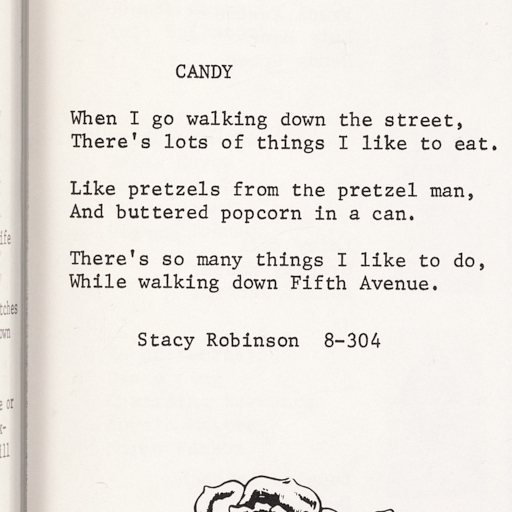 CANDY
When I go walking down the street,
There's lots of things I like to eat.
Like pretzels from the pretzel man,
And buttered popcorn in a can.
There's so many things I like to do,
While walking down Fifth Avenue.
Stacy Robinson 8-304